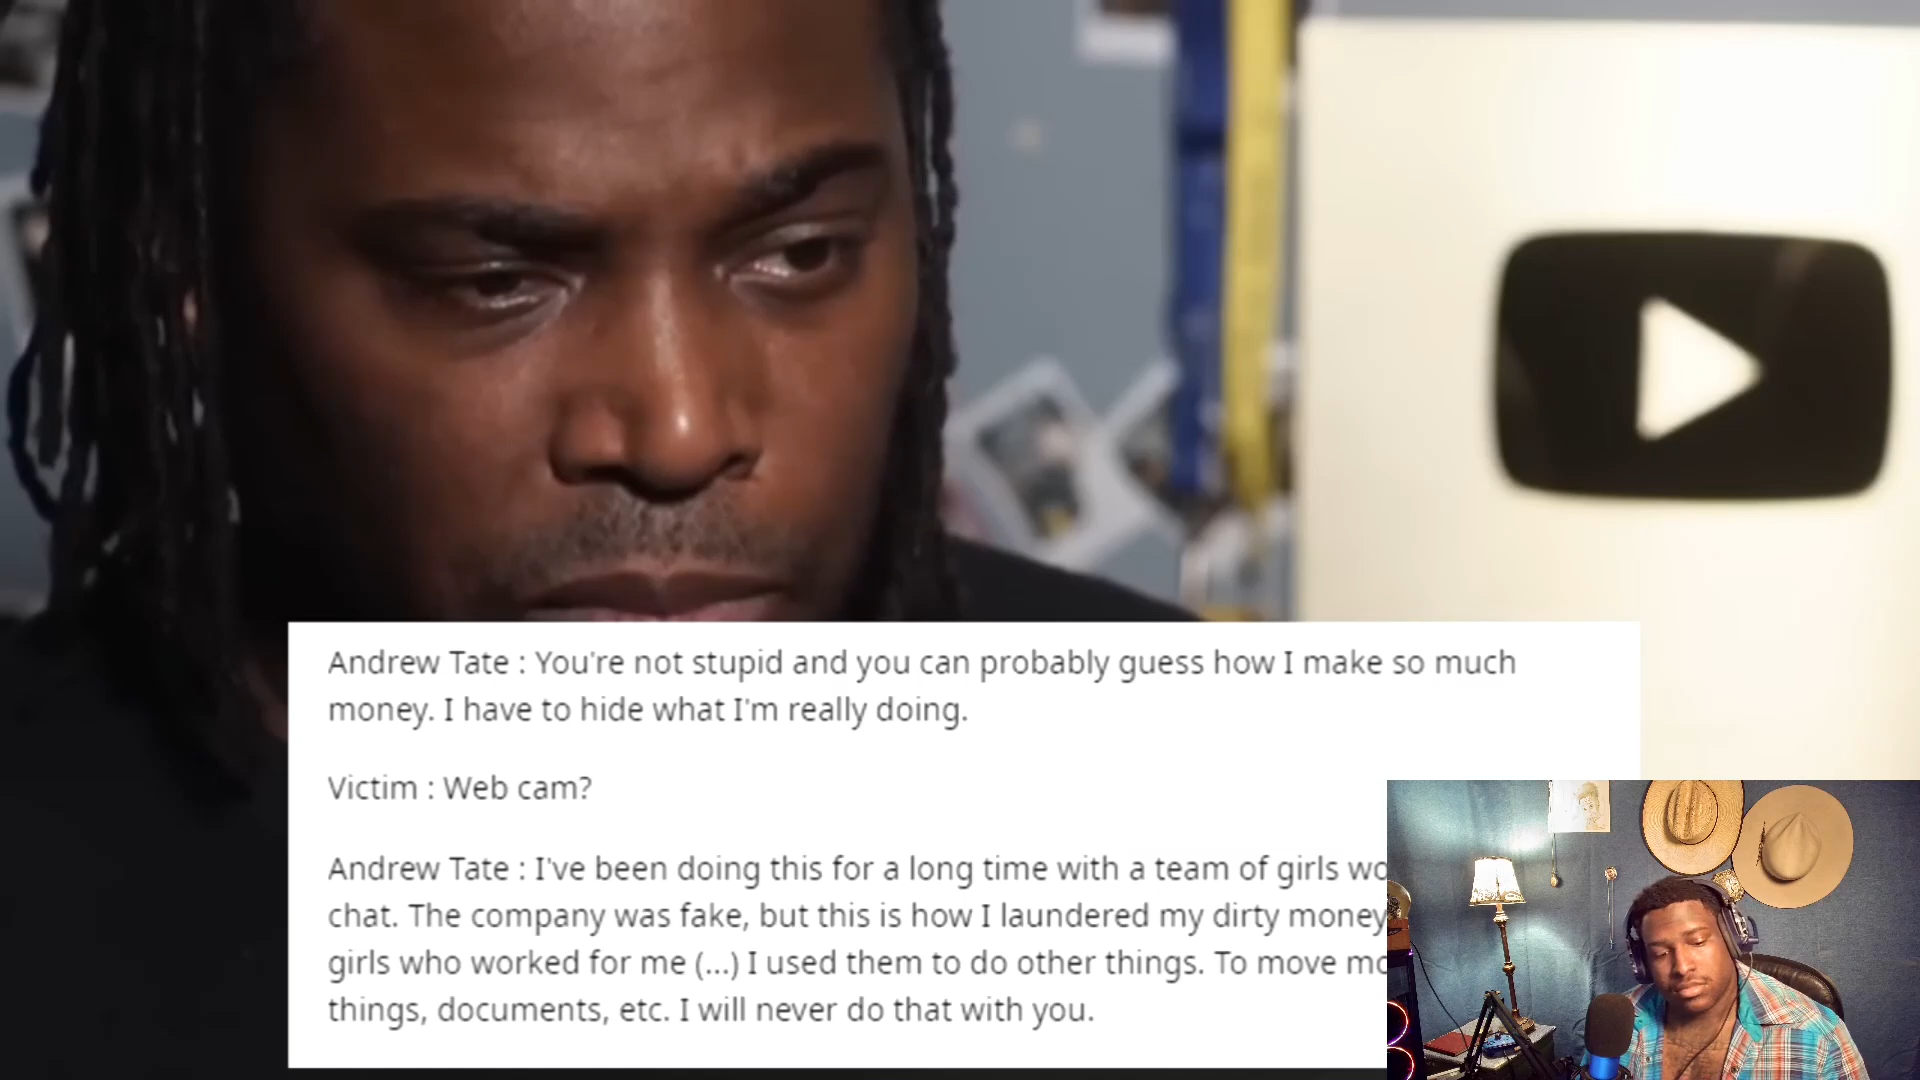 Andrew Tate : You're not stupid and you can probably guess how I make so much
money. I have to hide what I'm really doing.
Victim : Web cam?
Andrew Tate : I've been doing this for a long time with a team of girls
chat. The company was fake, but this is how I laundered my dirty money
girls who worked for me (...) I used them to do other things. To move
things, documents, etc. I will never do that with you.